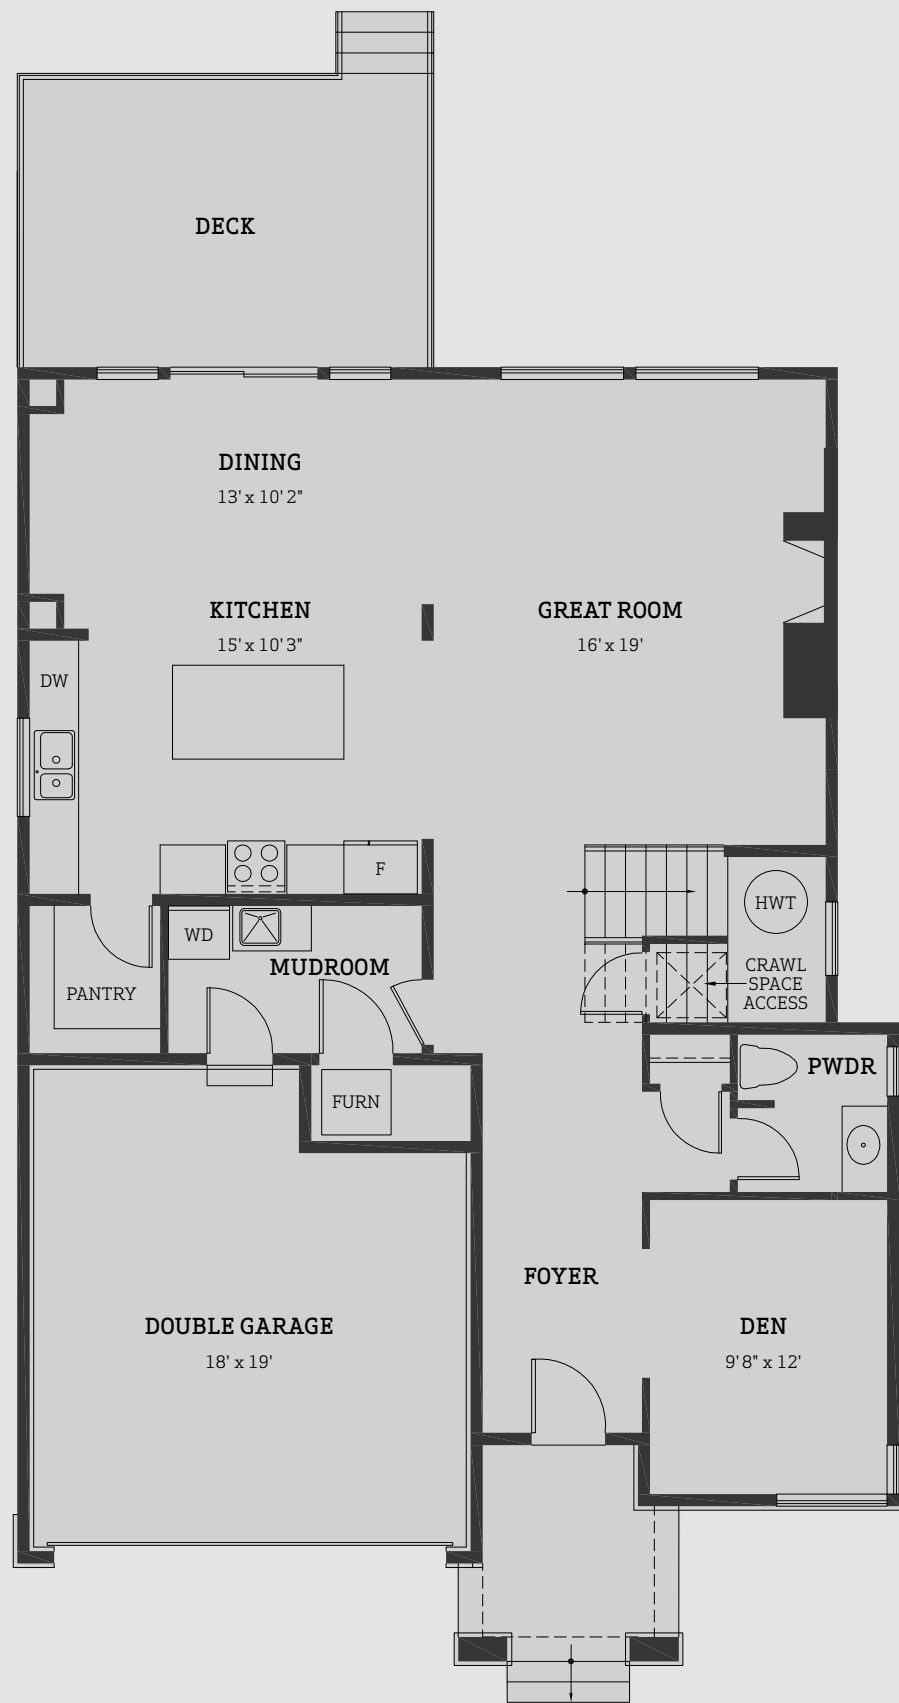 DECK
DINING
13' x 10' 2"
KITCHEN
15' x 10'3"
GREAT ROOM
16' x 19'
DW
F
HWT
WD
MUDROOM
CRAWL
SPACE
ACCESS
PANTRY
PWDR
FURN
FOYER
DOUBLE GARAGE
18' x 19'
DEN
9'8" x 12'